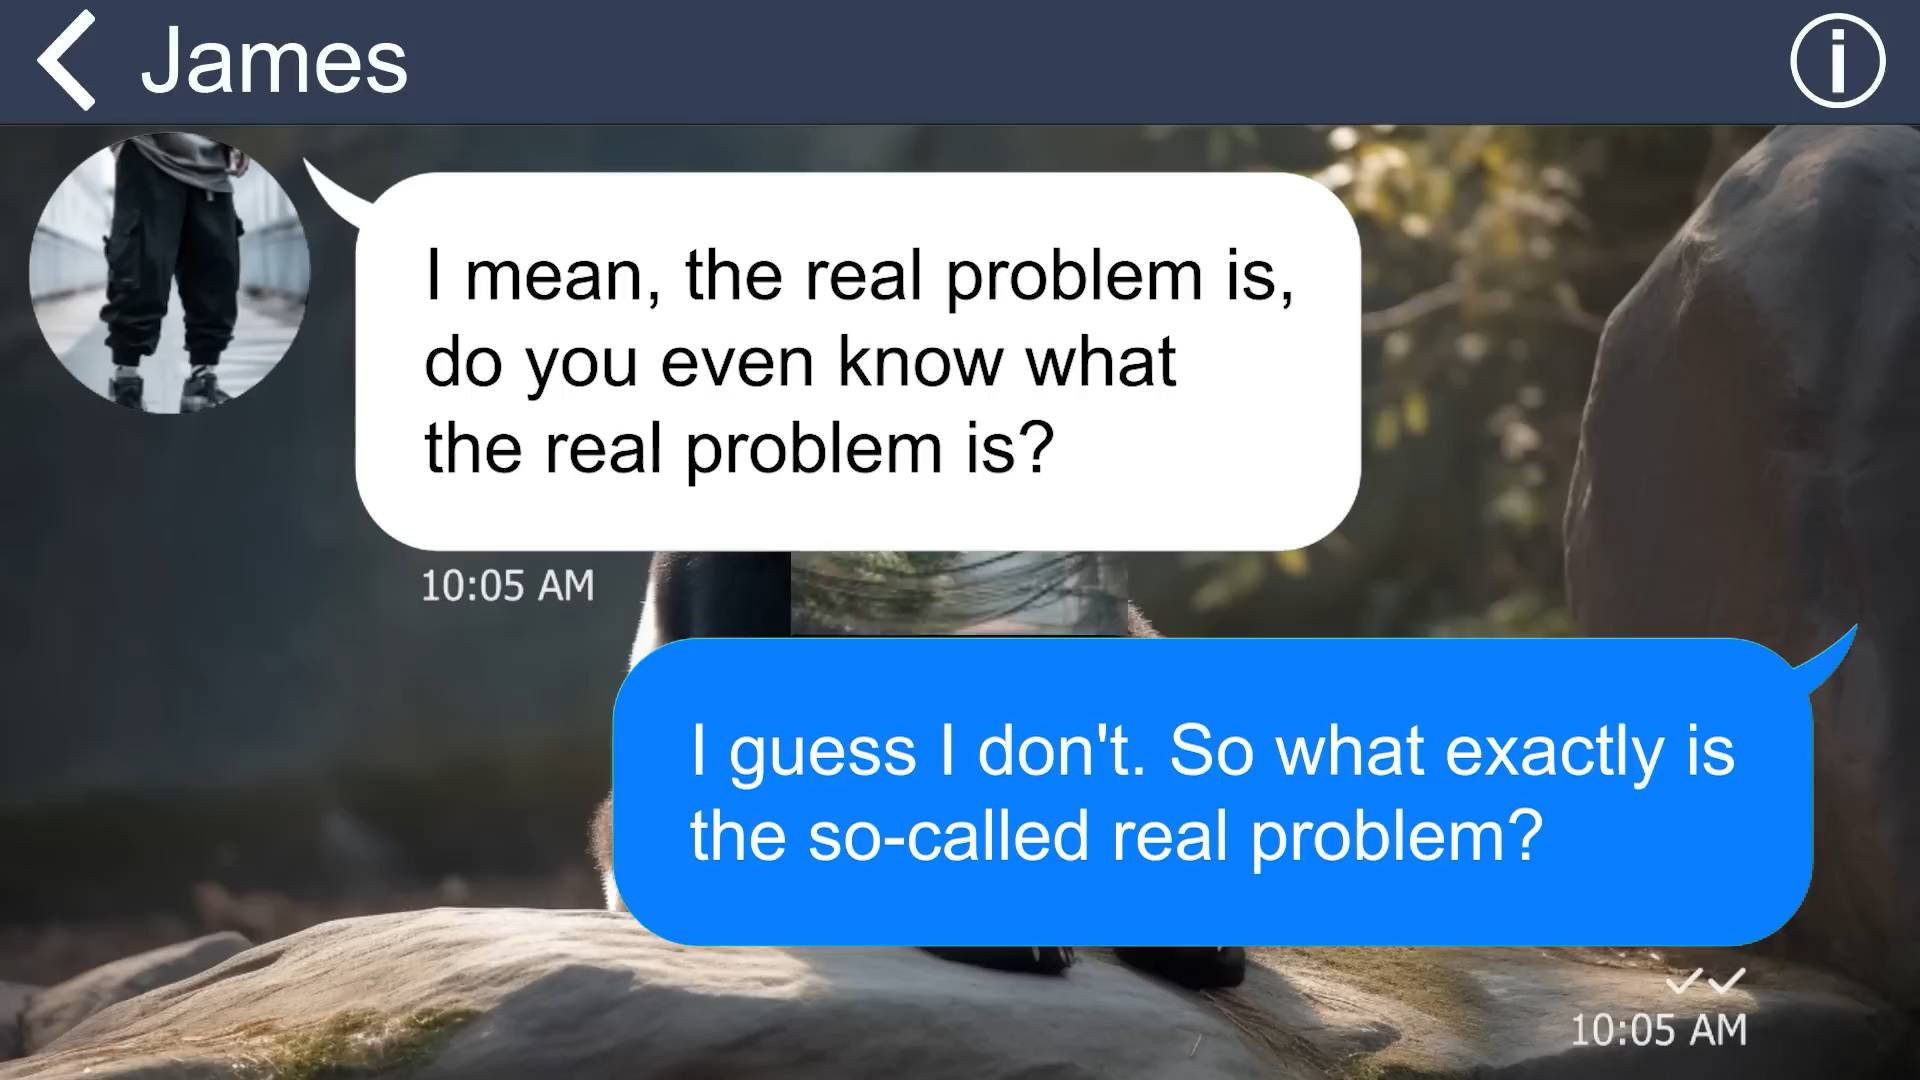 James
I mean, the real problem is,
do you even know what
the real problem is?
10:05 AM
I guess I don't. So what exactly is
the so-called real problem?
10:05 AM